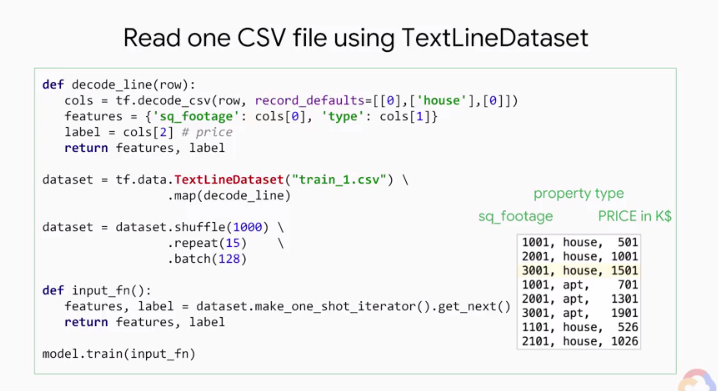 Read one CSV file using TextLineDataset
def decode_line(row):
cols = tf.decode_csv(row, record_defaults=[[0],['house'],[0]])
features = {'sq_footage': cols[0], 'type': cols[1]}
label = cols[2] # price
return features, label
dataset = tf.data.TextLineDataset("train_1.csv") \
.map(decode_line)
dataset = dataset.shuffle(1000) \
.repeat(15) \
.batch(128)
def input_fn():
features, label = dataset.make_one_shot_iterator().get_next()
return features, label
model.train(input_fn)
property type
sq_footage PRICE in K$
1001, house, 501
2001, house, 1001
3001, house, 1501
1001, apt, 701
2001, apt, 1301
3001, apt, 1901
1101, house, 526
2101, house, 1026